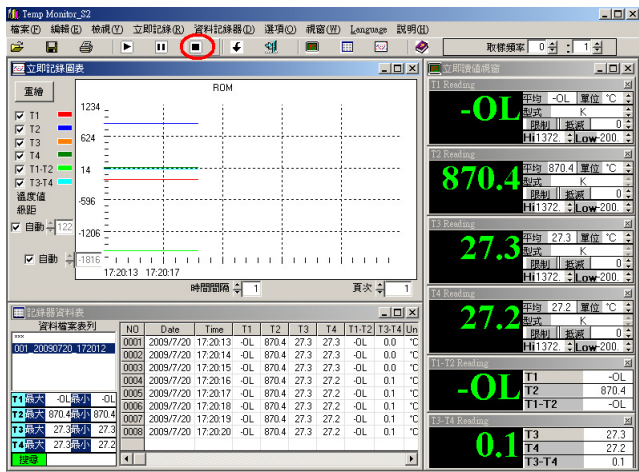 Temp Monitor_S2
檔案(F) 編輯(E) 檢視(V) 立即記錄(R) 資料記錄器(D) 選項(O) 視窗(W) Language 說明(H)
取樣頻率 0 : 1
立即記錄圖表
重繪
ROM
T1
T2
T3
T4
T1-T2
T3-T4
溫度值
級距
自動 122
自動
1234
624
14
-596
-1206
-1816
17:20:13 17:20:17
時間間隔 1 頁次 1
記錄器資料表
資料檔案表列
***
001_20090720_172012
T1 最大 -OL 最小 -OL
T2 最大 870.4 最小 870.4
T3 最大 27.3 最小 27.3
T4 最大 27.3 最小 27.2
搜尋
NO Date Time T1 T2 T3 T4 T1-T2 T3-T4 Un
0001 2009/7/20 17:20:13 -OL 870.4 27.3 27.3 -OL 0.0 °C
0002 2009/7/20 17:20:14 -OL 870.4 27.3 27.3 -OL 0.0 °C
0003 2009/7/20 17:20:15 -OL 870.4 27.3 27.3 -OL 0.0 °C
0004 2009/7/20 17:20:16 -OL 870.4 27.3 27.2 -OL 0.1 °C
0005 2009/7/20 17:20:17 -OL 870.4 27.3 27.2 -OL 0.1 °C
0006 2009/7/20 17:20:18 -OL 870.4 27.3 27.2 -OL 0.1 °C
0007 2009/7/20 17:20:19 -OL 870.4 27.3 27.2 -OL 0.1 °C
0008 2009/7/20 17:20:20 -OL 870.4 27.3 27.2 -OL 0.1 °C
立即讀值視窗
T1 Reading
-OL
平均 -OL 單位 °C
型式 K
限制 抵減 0
Hi 1372. Low -200.
T2 Reading
870.4
平均 870.4 單位 °C
型式 K
限制 抵減 0
Hi 1372. Low -200.
T3 Reading
27.3
平均 27.3 單位 °C
型式 K
限制 抵減 0
Hi 1372. Low -200.
T4 Reading
27.2
平均 27.2 單位 °C
型式 K
限制 抵減 0
Hi 1372. Low -200.
T1-T2 Reading
-OL
T1 -OL
T2 870.4
T1-T2 -OL
T3-T4 Reading
0.1
T3 27.3
T4 27.2
T3-T4 0.1